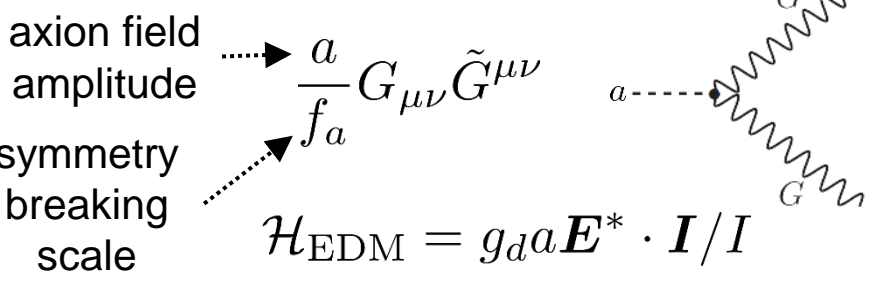 axion field
amplitude
a/f_a G_{μν} G̃^{μν}
a
G
symmetry
breaking
scale
G
ℋ_EDM = g_d a E* · I/I